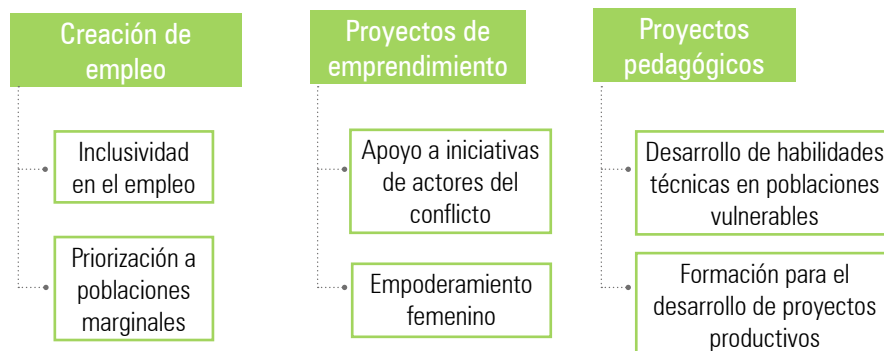 Creación de
empleo
Inclusividad
en el empleo
Priorización a
poblaciones
marginales
Proyectos de
emprendimiento
Apoyo a iniciativas
de actores del
conflicto
Empoderamiento
femenino
Proyectos
pedagógicos
Desarrollo de habilidades
técnicas en poblaciones
vulnerables
Formación para el
desarrollo de proyectos
productivos